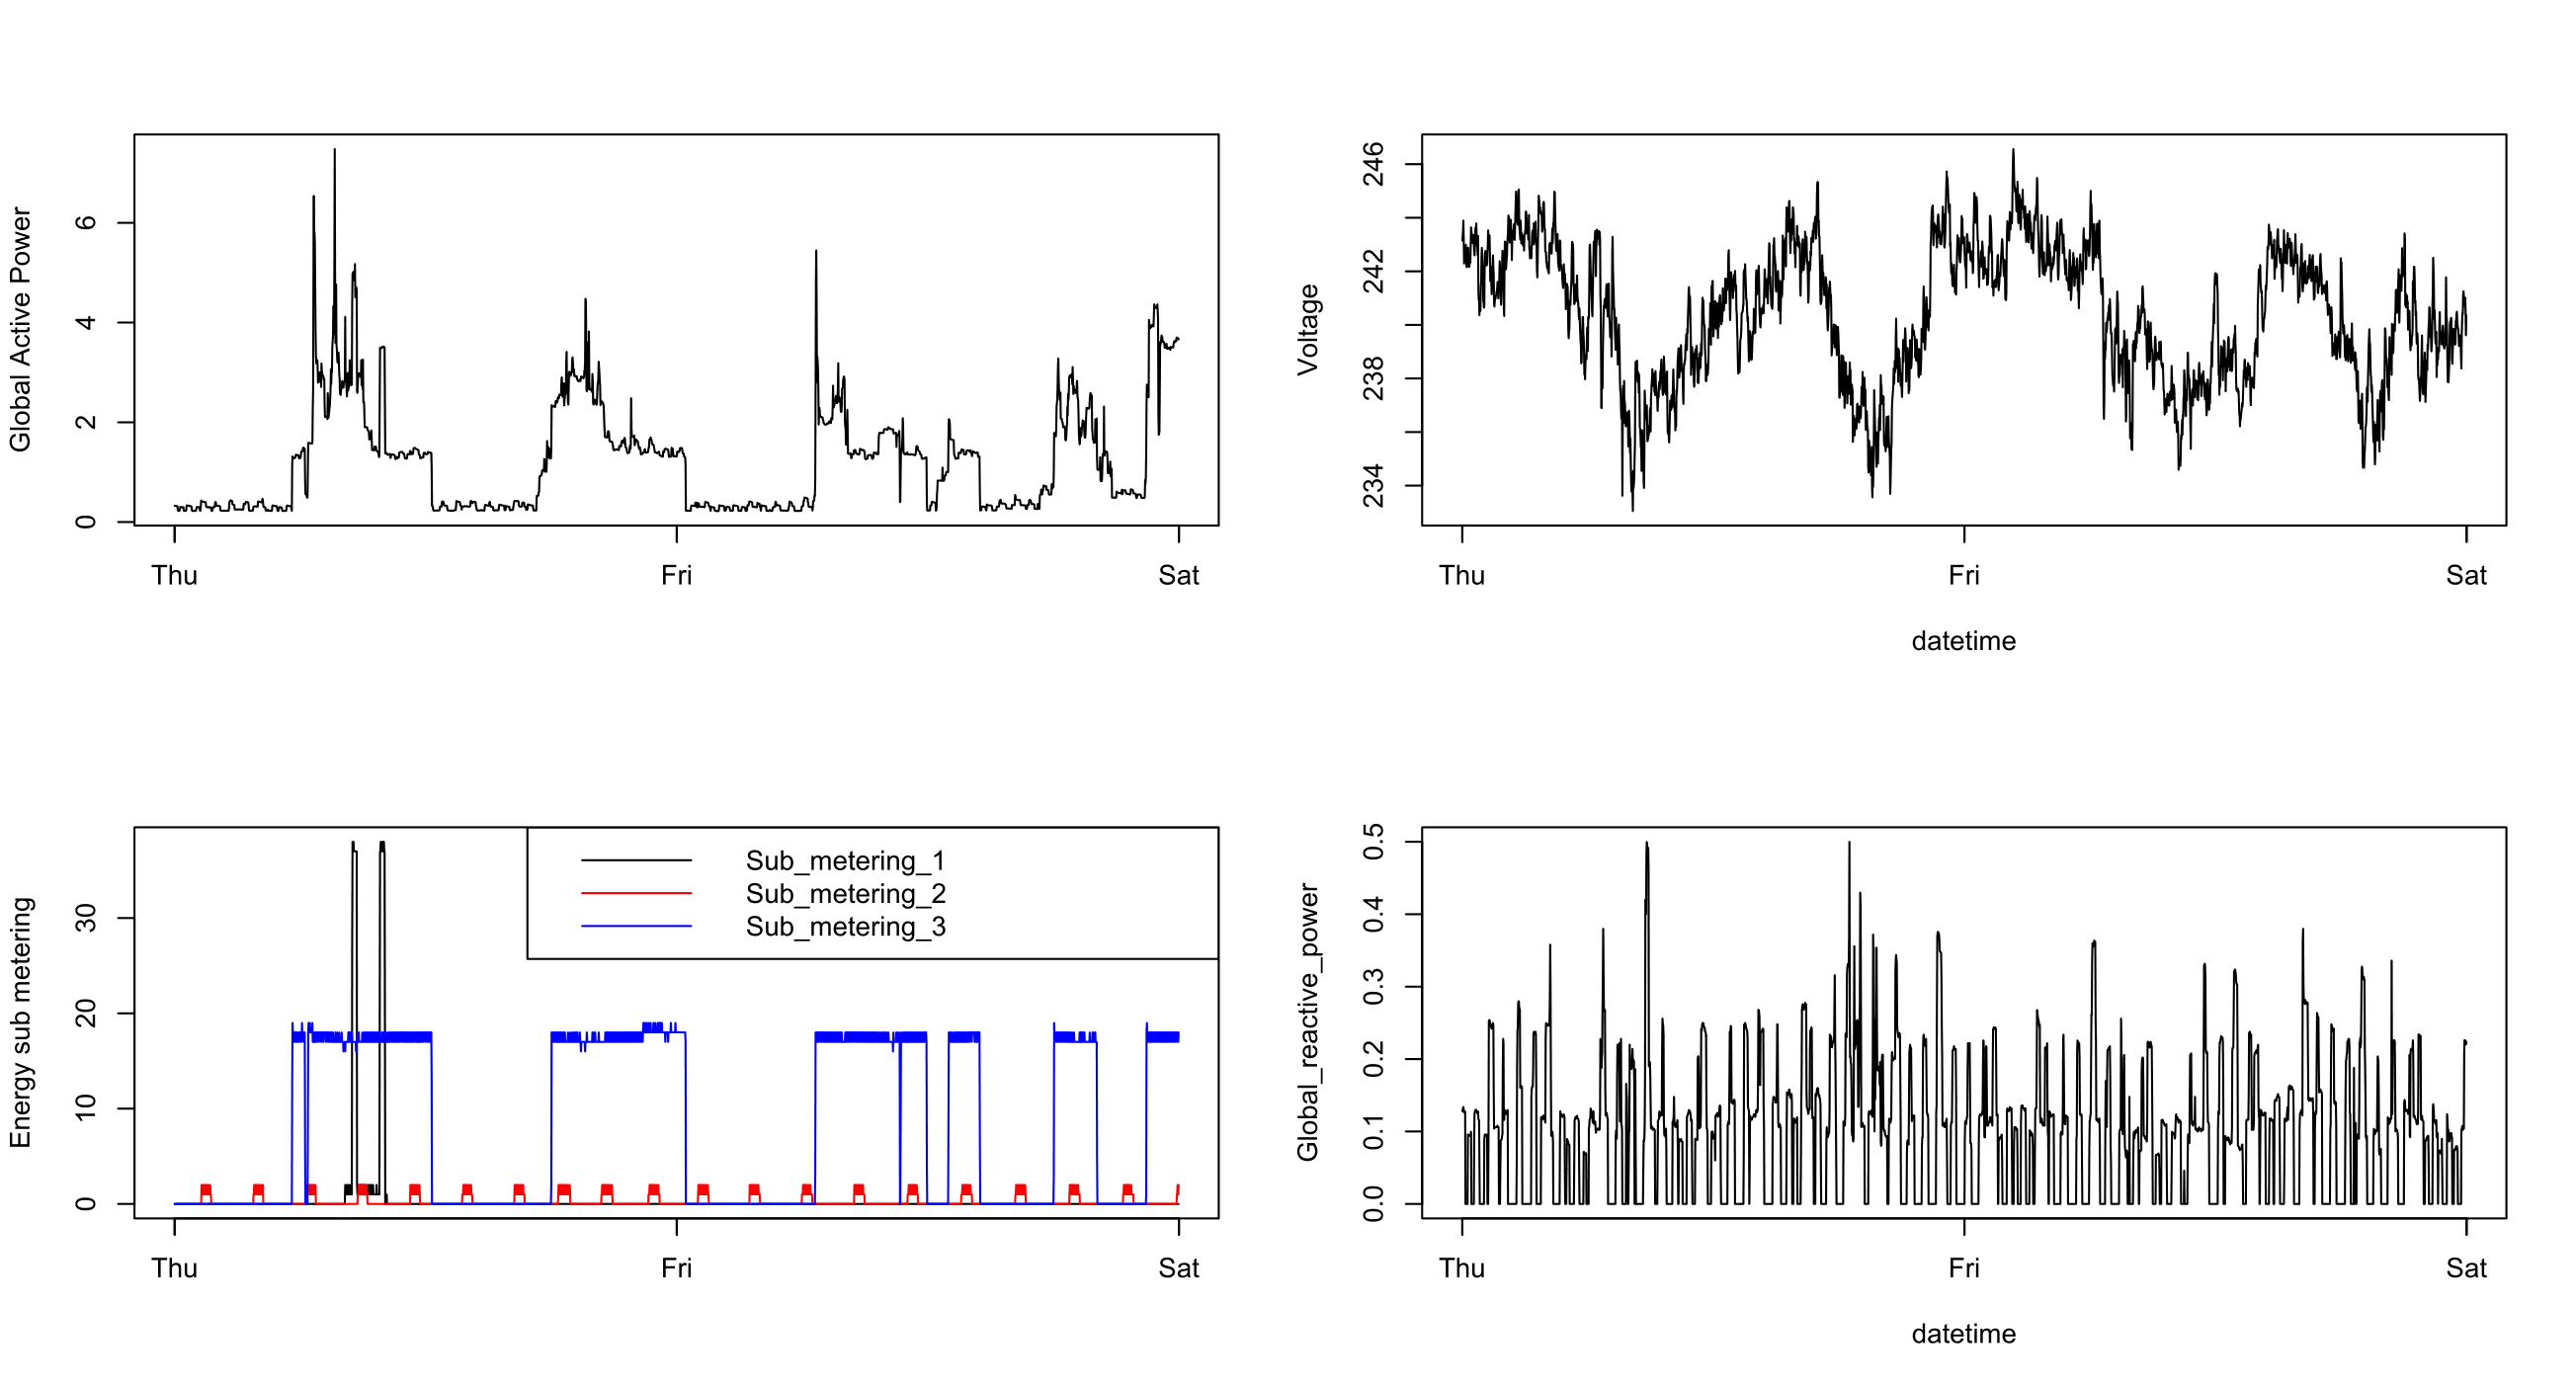 Global Active Power
6
4
2
0
Thu Fri Sat
Voltage
246
242
238
234
Thu Fri Sat
datetime
Energy sub metering
30
20
10
0
Sub_metering_1
Sub_metering_2
Sub_metering_3
Thu Fri Sat
Global_reactive_power
0.5
0.4
0.3
0.2
0.1
0.0
Thu Fri Sat
datetime